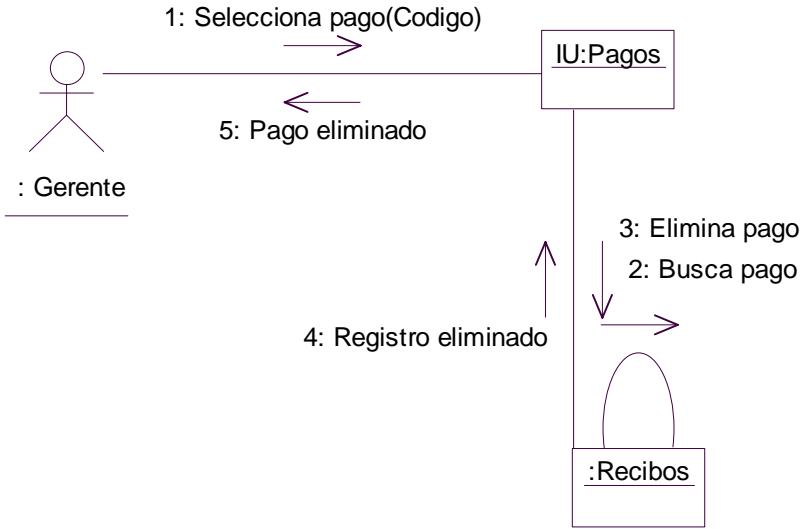 1: Selecciona pago(Codigo)
IU:Pagos
5: Pago eliminado
: Gerente
3: Elimina pago
2: Busca pago
4: Registro eliminado
:Recibos